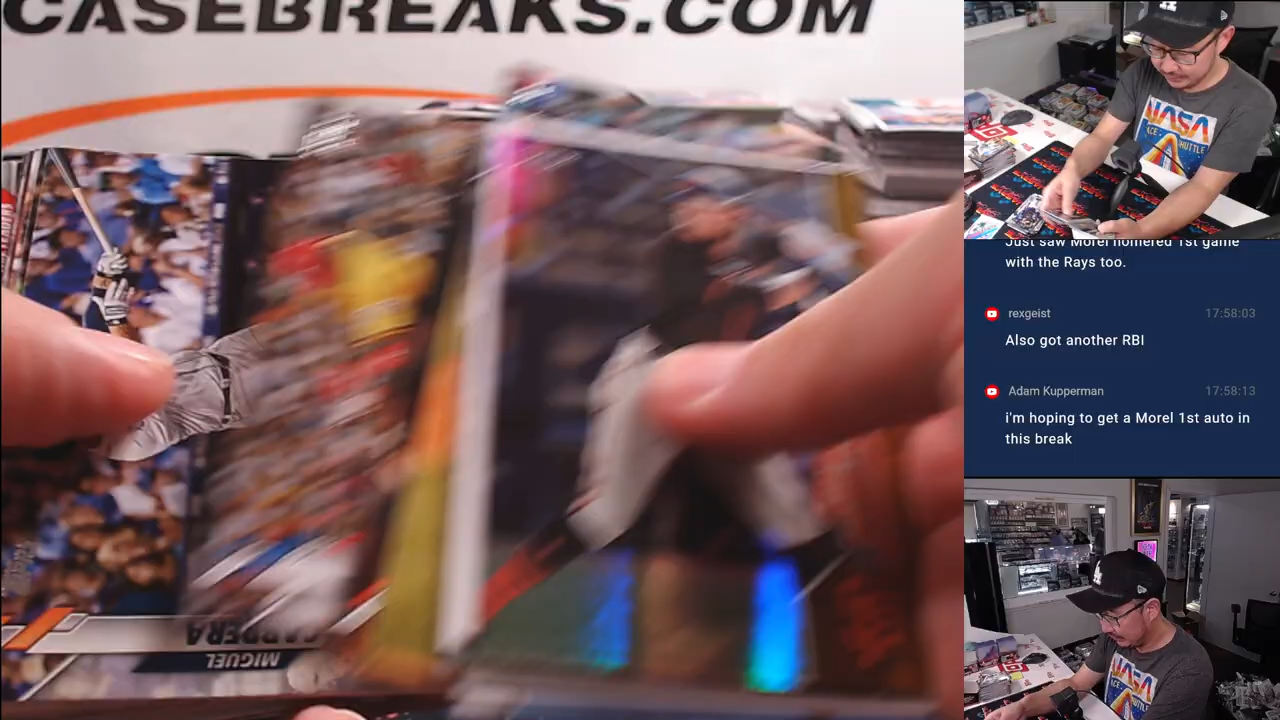 CASEBREAKS.COM
CABRERA
MIGUEL
NASA
Just saw Morel homered 1st game
with the Rays too.
rexgeist
17:58:03
Also got another RBI
Adam Kupperman
17:58:13
i'm hoping to get a Morel 1st auto in
this break
NASA